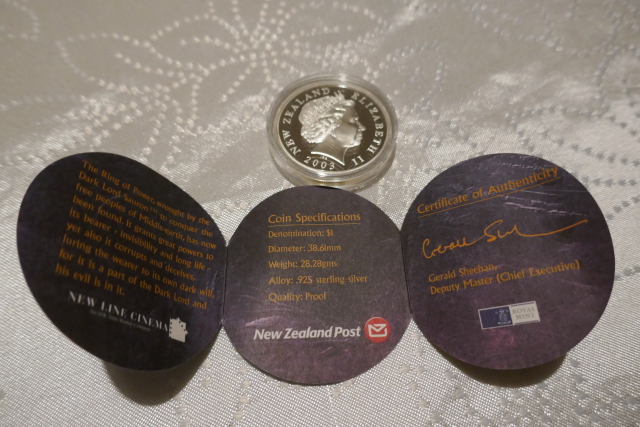 NEW ZEALAND ELIZABETH II
2003
The Ring of Power, wrought by the
Dark Lord Sauron to conquer the
free Peoples of Middle-earth, has now
been found. It grants great powers to
its bearer - invisibility and long life -
yet also it corrupts and deceives,
luring the wearer to its own dark will,
for it is a part of the Dark Lord and
his evil is in it.
NEW LINE CINEMA
Coin Specifications
Denomination: $1
Diameter: 38.61mm
Weight: 28.28gms
Alloy: .925 sterling silver
Quality: Proof
New Zealand Post
Certificate of Authenticity
Gerald Sheehan,
Deputy Master (Chief Executive)
ROYAL
MINT